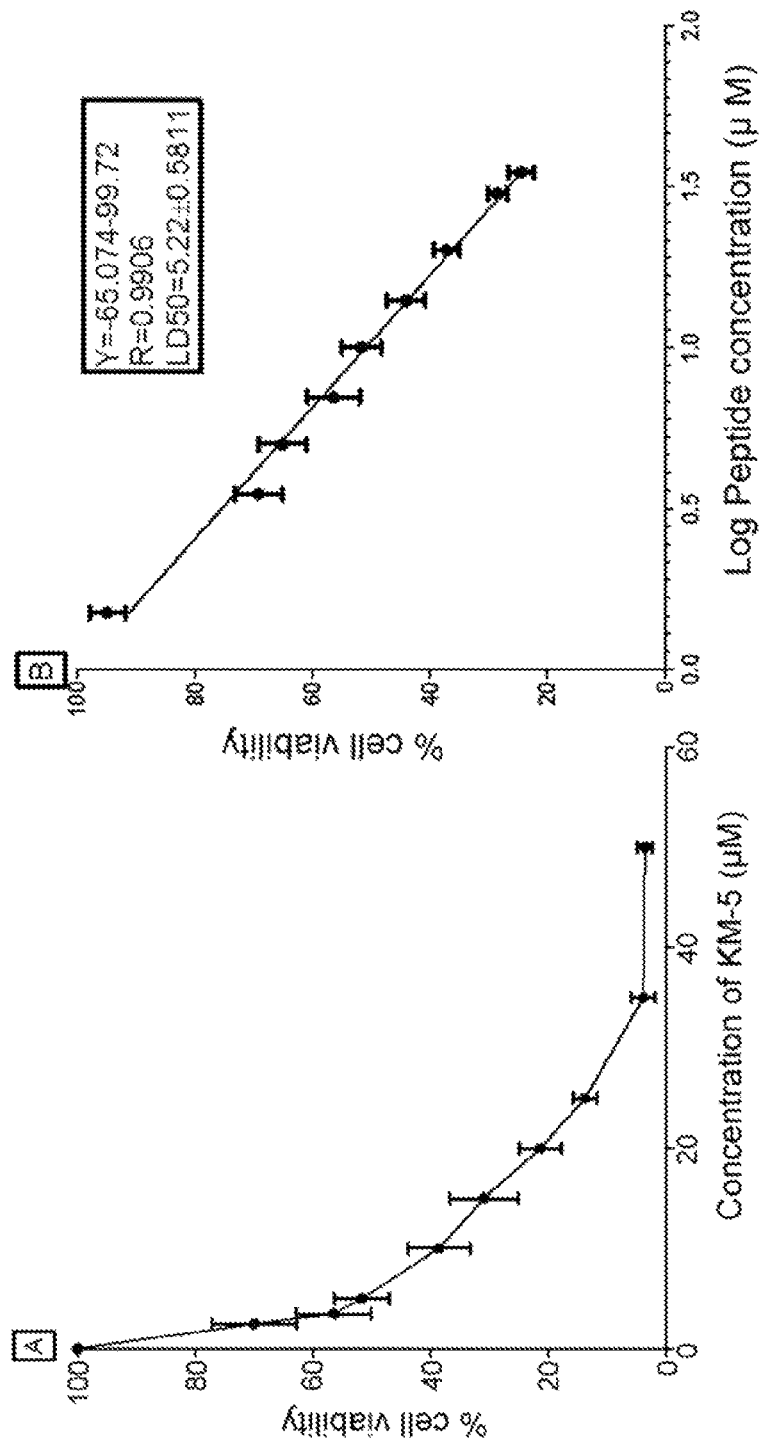 A
100
80
60
40
20
0
% cell viability
0
20
40
60
Concentration of KM-5 (µM)
B
100
80
60
40
20
0
% cell viability
0.0
0.5
1.0
1.5
2.0
Log Peptide concentration (µ M)
Y=-65.074-99.72
R=0.9906
LD50=5.22±0.5811